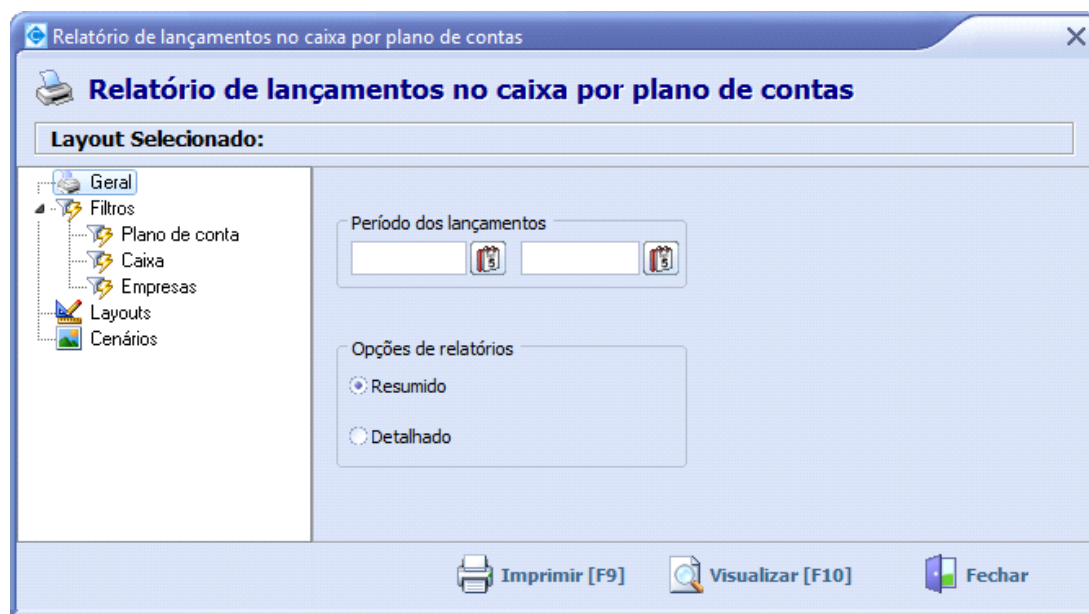 Relatório de lançamentos no caixa por plano de contas
Relatório de lançamentos no caixa por plano de contas
Layout Selecionado:
Geral
Filtros
Plano de conta
Caixa
Empresas
Layouts
Cenários
Período dos lançamentos
5 5
Opções de relatórios
Resumido
Detalhado
Imprimir [F9] Visualizar [F10] Fechar